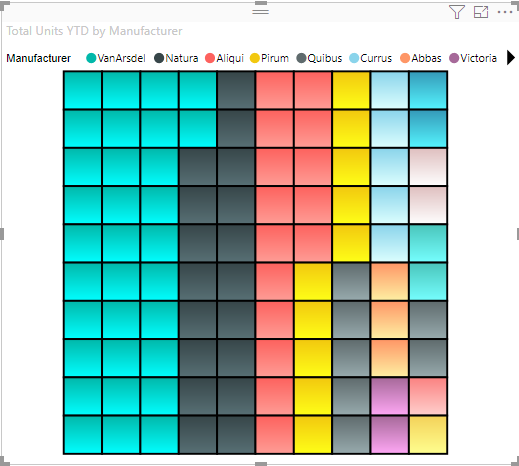 Total Units YTD by Manufacturer
Manufacturer VanArsdel Natura Aliqui Pirum Quibus Currus Abbas Victoria